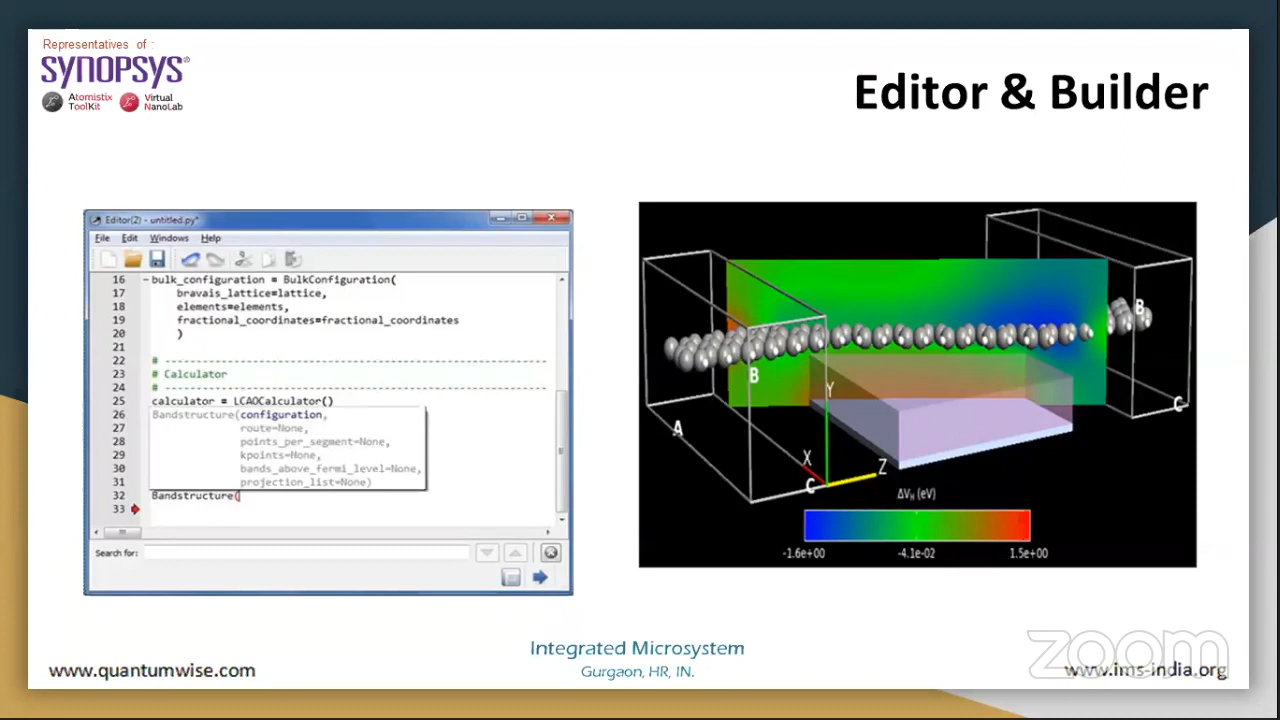 Representatives of :
SYNOPSYS®
Atomistix ToolKit
Virtual NanoLab
Editor & Builder
Editor(2) - untitled.py*
File Edit Windows Help
16 bulk_configuration = BulkConfiguration(
17 bravais_lattice=lattice,
18 elements=elements,
19 fractional_coordinates=fractional_coordinates
20 )
21
22 # -------------------------------------------------------
23 # Calculator
24 # -------------------------------------------------------
25 calculator = LCAOCalculator()
26 Bandstructure(configuration,
27 route=None,
28 points_per_segment=None,
29 kpoints=None,
30 bands_above_fermi_level=None,
31 projection_list=None)
32 Bandstructure(
33
Search for:
B
B
A
Y
X
Z
C
C
ΔVH (eV)
-1.6e+00 -4.1e-02 1.5e+00
Integrated Microsystem
Gurgaon, HR, IN.
www.quantumwise.com
zoom
www.ims-india.org